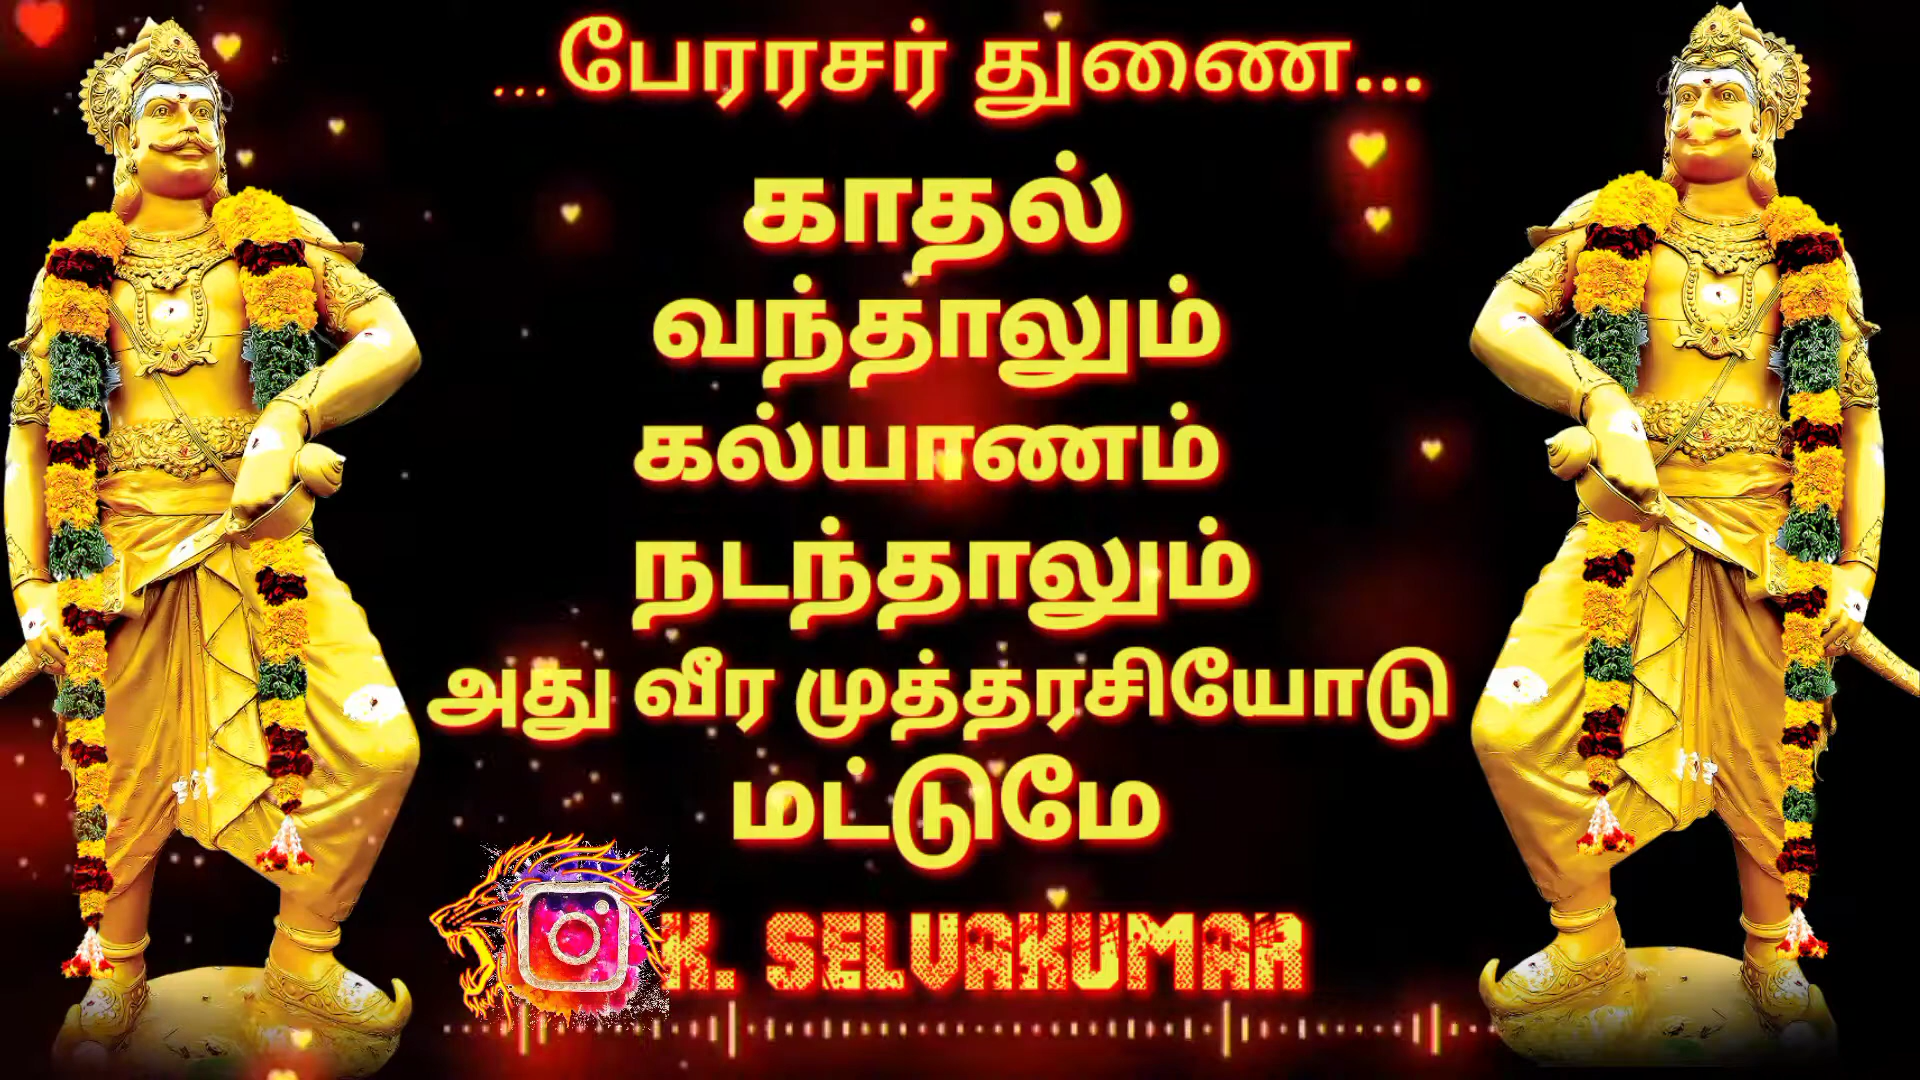 ...பேரரசர் துணை...
காதல்
வந்தாலும்
கல்யாணம்
நடந்தாலும்
அது வீர முத்தரசியோடு
மட்டுமே
K. SELVAKUMAR